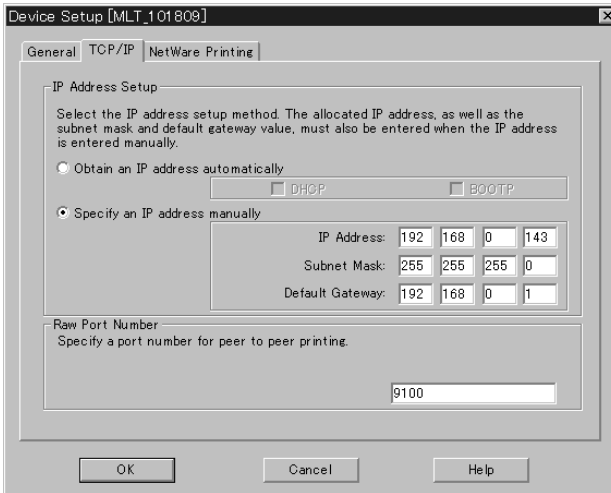 Device Setup [MLT_101809]
General TCP/IP NetWare Printing
IP Address Setup
Select the IP address setup method. The allocated IP address, as well as the
subnet mask and default gateway value, must also be entered when the IP address
is entered manually.
Obtain an IP address automatically
DHCP BOOTP
Specify an IP address manually
IP Address: 192 168 0 143
Subnet Mask: 255 255 255 0
Default Gateway: 192 168 0 1
Raw Port Number
Specify a port number for peer to peer printing.
9100
OK Cancel Help